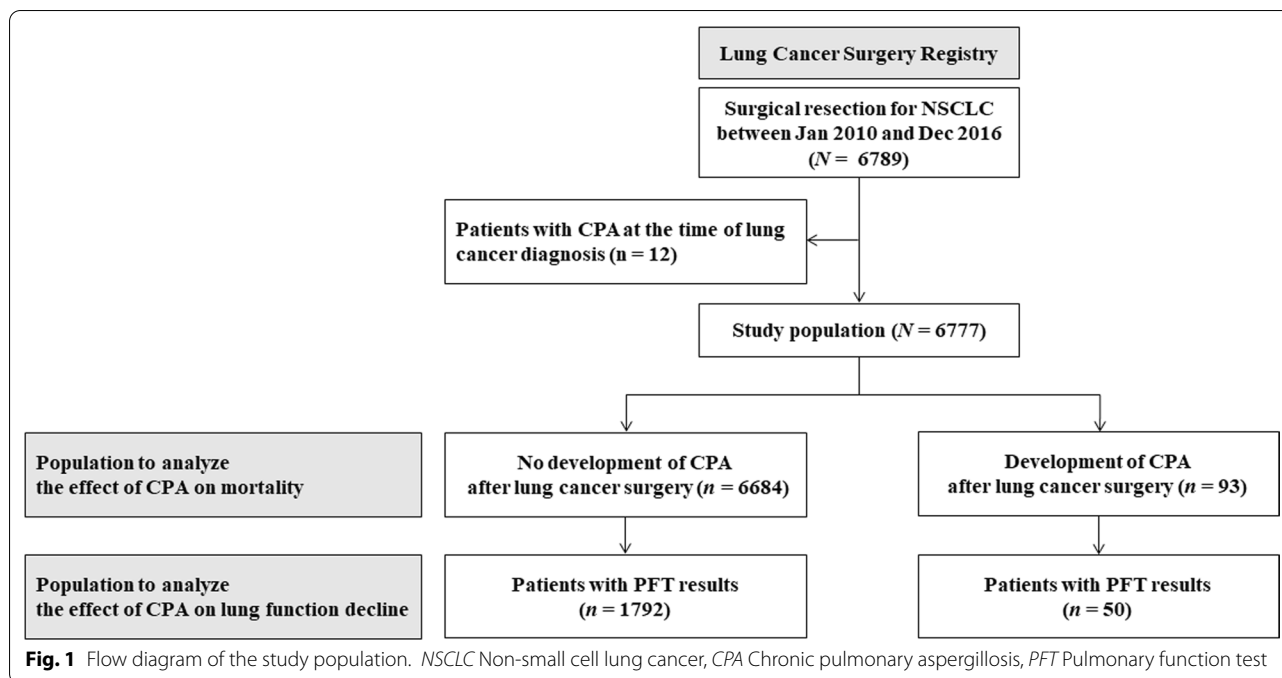 Lung Cancer Surgery Registry
Surgical resection for NSCLC
between Jan 2010 and Dec 2016
(N = 6789)
Patients with CPA at the time of lung
cancer diagnosis (n = 12)
Study population (N = 6777)
Population to analyze
the effect of CPA on mortality
No development of CPA
after lung cancer surgery (n = 6684)
Development of CPA
after lung cancer surgery (n = 93)
Population to analyze
the effect of CPA on lung function decline
Patients with PFT results
(n = 1792)
Patients with PFT results
(n = 50)
Fig. 1 Flow diagram of the study population. NSCLC Non-small cell lung cancer, CPA Chronic pulmonary aspergillosis, PFT Pulmonary function test